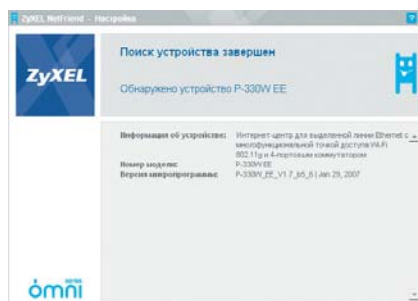 ZyXEL NetFriend - Настройка
ZyXEL
Поиск устройства завершен
Обнаружено устройство P-330W EE
Информация об устройстве: Интернет-центр для выделенной линии Ethernet с
многофункциональной точкой доступа Wi-Fi
802.11g и 4-портовым коммутатором
Номер модели: P-330W EE
Версия микропрограммы: P-330W_EE_V1.7_b5_6 | Jan 29, 2007
omni